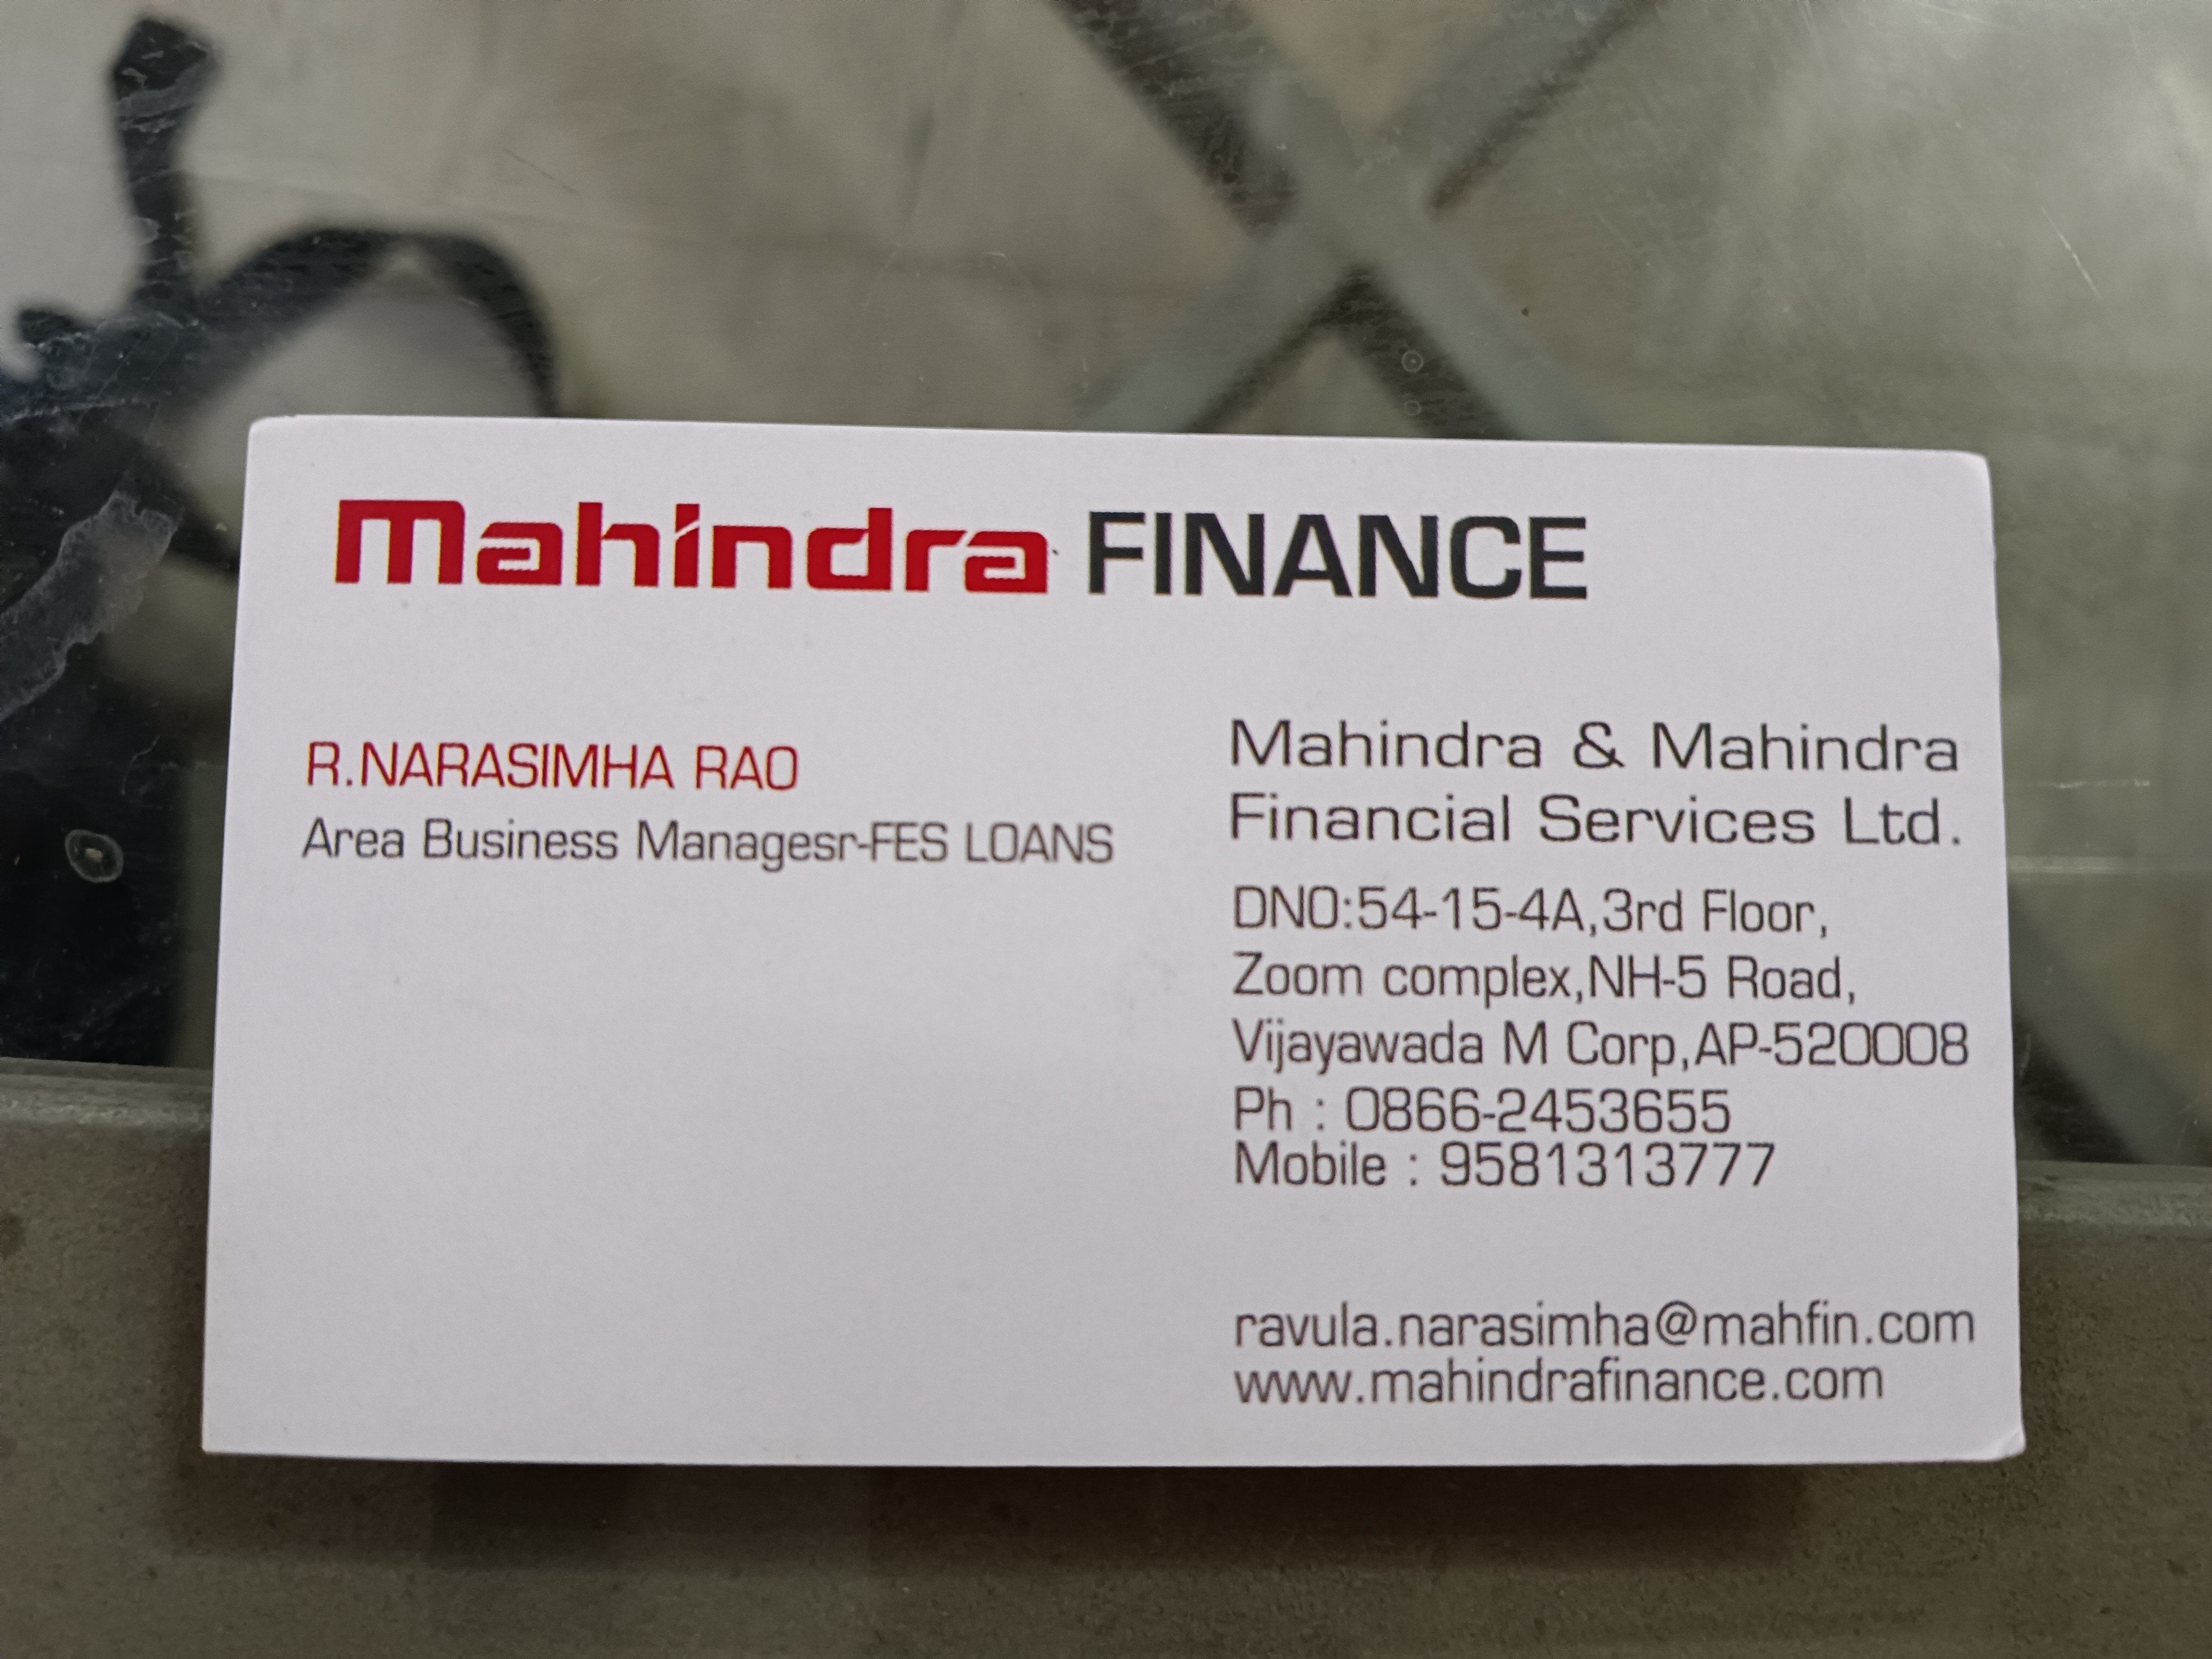 Mahindra FINANCE
R.NARASIMHA RAO
Area Business Managesr-FES LOANS
Mahindra & Mahindra
Financial Services Ltd.
DNO:54-15-4A,3rd Floor,
Zoom complex,NH-5 Road,
Vijayawada M Corp,AP-520008
Ph : 0866-2453655
Mobile : 9581313777
ravula.narasimha@mahfin.com
www.mahindrafinance.com